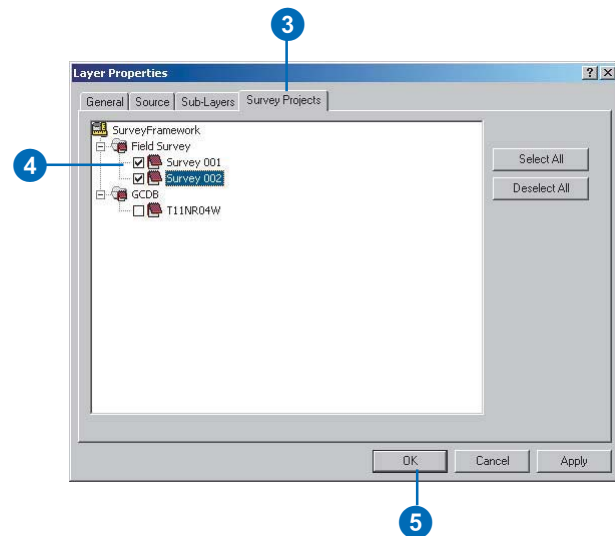 3
Layer Properties
General Source Sub-Layers Survey Projects
SurveyFramework
Field Survey
4
Survey 001
Survey 002
GCDB
T11NR04W
Select All
Deselect All
OK Cancel Apply
5